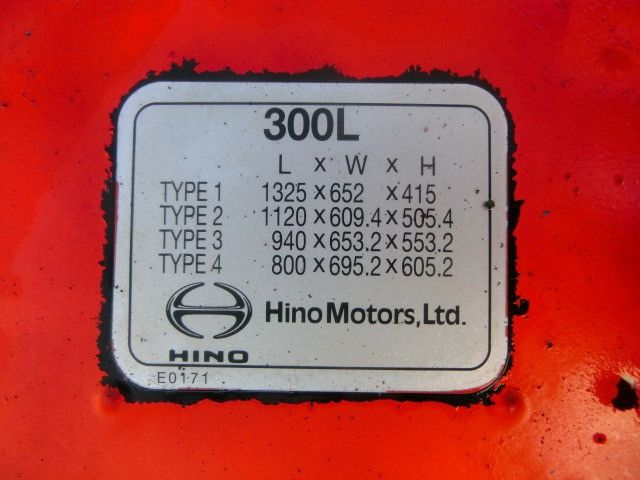 300L
L x W x H
TYPE 1 1325 x 652 x 415
TYPE 2 1120 x 609.4 x 505.4
TYPE 3 940 x 653.2 x 553.2
TYPE 4 800 x 695.2 x 605.2
Hino Motors, Ltd.
HINO
E0171